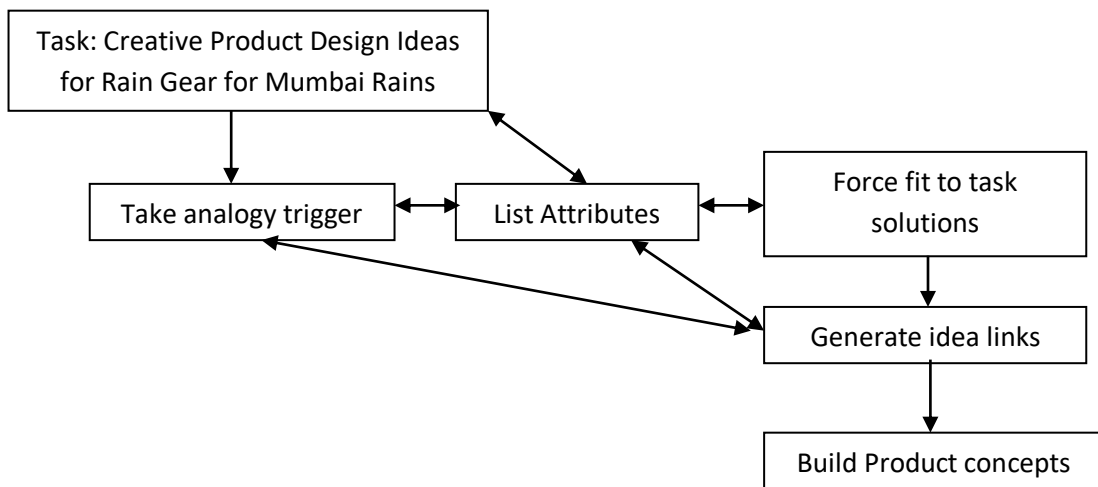 Task: Creative Product Design Ideas
for Rain Gear for Mumbai Rains
Take analogy trigger
List Attributes
Force fit to task
solutions
Generate idea links
Build Product concepts